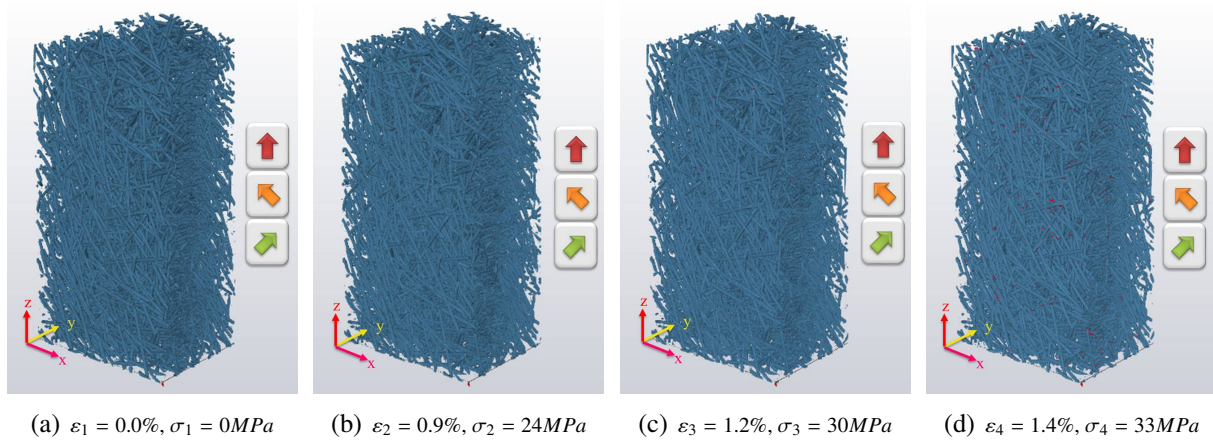 z
y
x
z
y
x
z
y
x
z
y
x
(a) ε₁ = 0.0%, σ₁ = 0MPa
(b) ε₂ = 0.9%, σ₂ = 24MPa
(c) ε₃ = 1.2%, σ₃ = 30MPa
(d) ε₄ = 1.4%, σ₄ = 33MPa